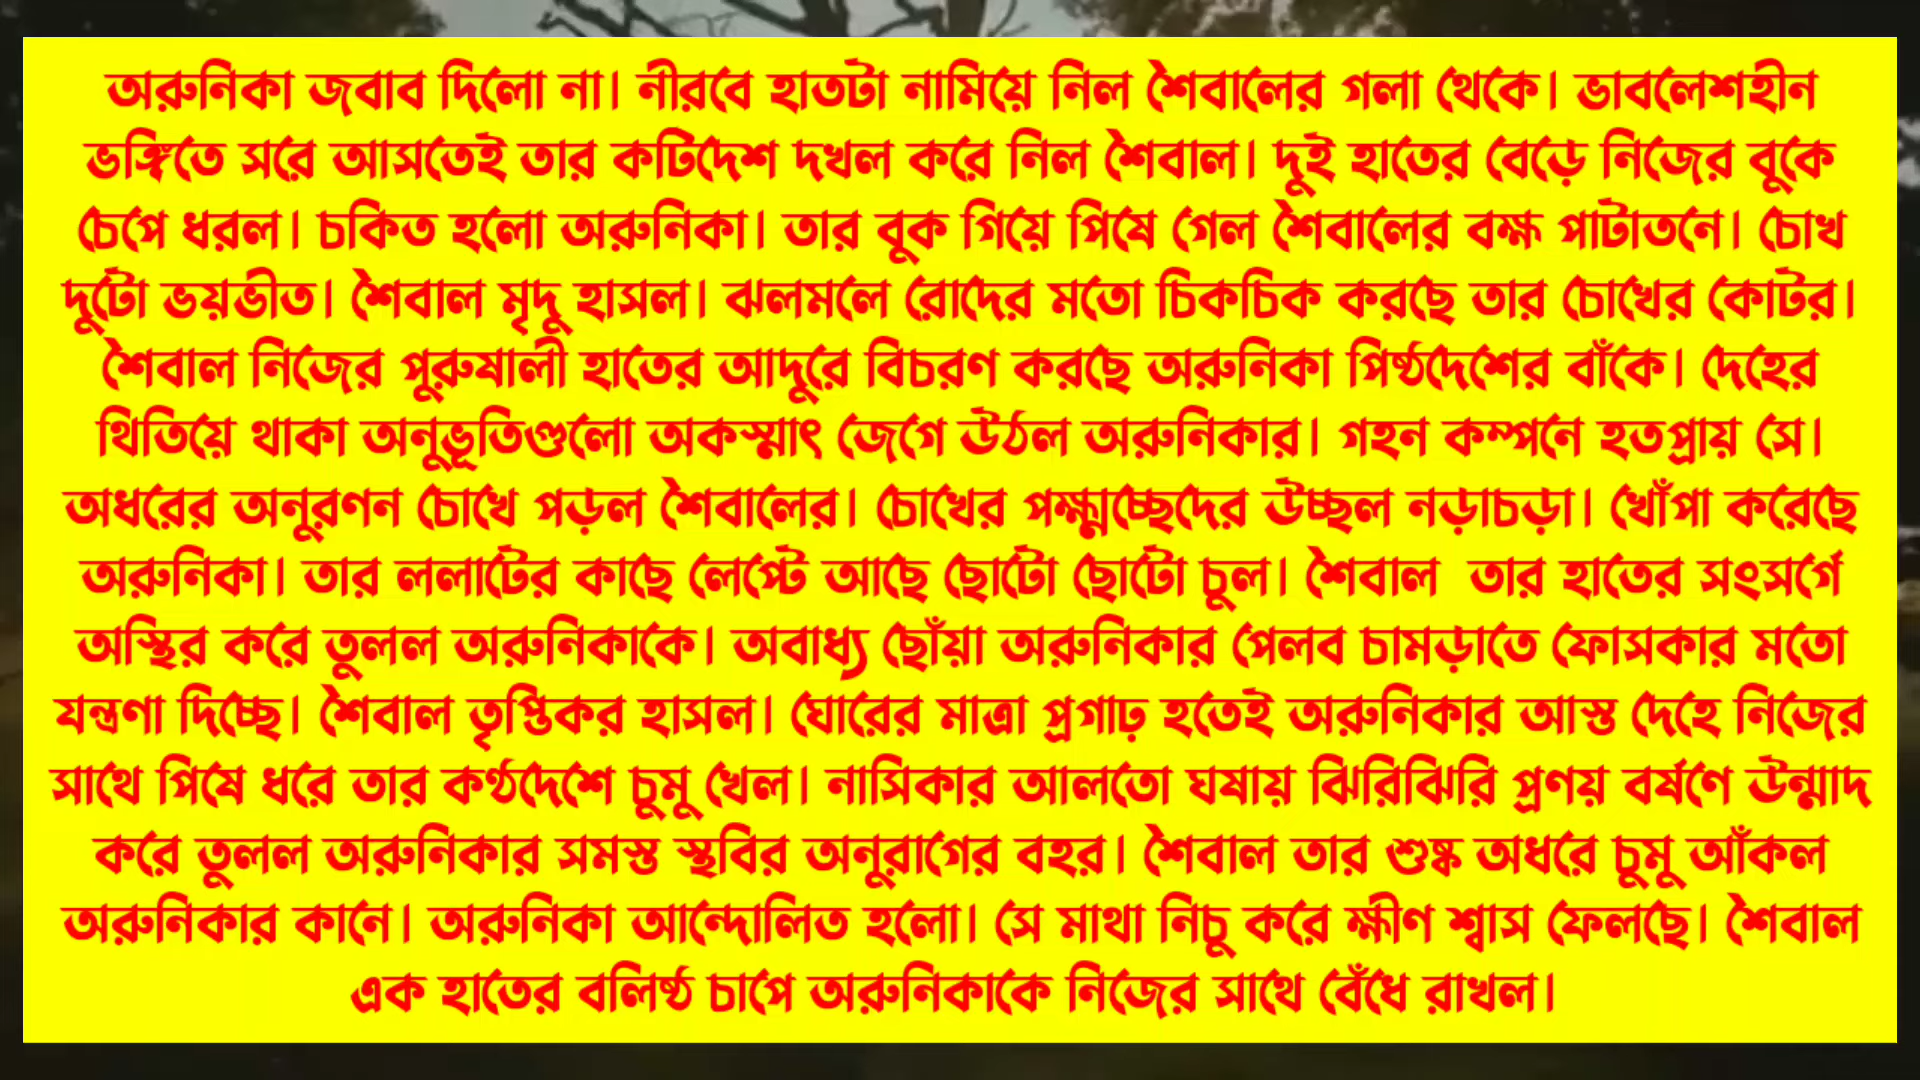 অরুনিকা জবাব দিলো না। নীরবে হাতটা নামিয়ে নিল শৈবালের গলা থেকে। ভাবলেশহীন
ভঙ্গিতে সরে আসতেই তার কটিদেশ দখল করে নিল শৈবাল। দুই হাতের বেড়ে নিজের বুকে
চেপে ধরল। চকিত হলো অরুনিকা। তার বুক গিয়ে পিষে গেল শৈবালের বক্ষ পাটাতনে। চোখ
দুটো ভয়ভীত। শৈবাল মৃদু হাসল। ঝলমলে রোদের মতো চিকচিক করছে তার চোখের কোটর।
শৈবাল নিজের পুরুষালী হাতের আদুরে বিচরণ করছে অরুনিকা পিষ্ঠদেশের বাঁকে। দেহের
থিতিয়ে থাকা অনুভূতিগুলো অকস্মাৎ জেগে উঠল অরুনিকার। গহন কম্পনে হতপ্রায় সে।
অধরের অনুরণন চোখে পড়ল শৈবালের। চোখের পক্ষ্মচ্ছেদের উচ্ছল নড়াচড়া। খোঁপা করেছে
অরুনিকা। তার ললাটের কাছে লেপ্টে আছে ছোটো ছোটো চুল। শৈবাল তার হাতের সংসর্গে
অস্থির করে তুলল অরুনিকাকে। অবাধ্য ছোঁয়া অরুনিকার পেলব চামড়াতে ফোসকার মতো
যন্ত্রণা দিচ্ছে। শৈবাল তৃপ্তিকর হাসল। ঘোরের মাত্রা প্রগাঢ় হতেই অরুনিকার আস্ত দেহে নিজের
সাথে পিষে ধরে তার কণ্ঠদেশে চুমু খেল। নাসিকার আলতো ঘষায় ঝিরিঝিরি প্রণয় বর্ষণে উন্মাদ
করে তুলল অরুনিকার সমস্ত স্থবির অনুরাগের বহর। শৈবাল তার শুষ্ক অধরে চুমু আঁকল
অরুনিকার কানে। অরুনিকা আন্দোলিত হলো। সে মাথা নিচু করে ক্ষীণ শ্বাস ফেলছে। শৈবাল
এক হাতের বলিষ্ঠ চাপে অরুনিকাকে নিজের সাথে বেঁধে রাখল।